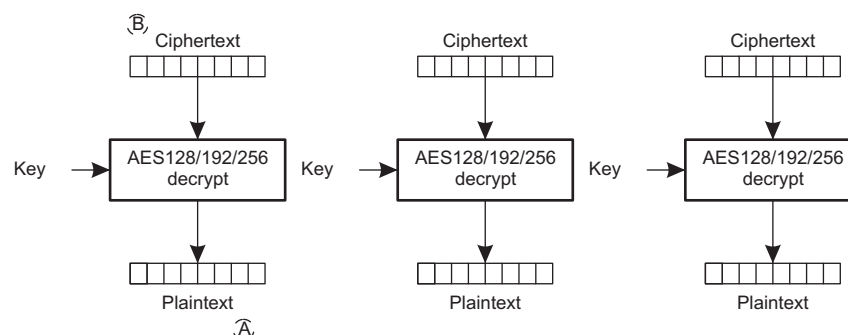 B
Ciphertext Ciphertext Ciphertext
Key AES128/192/256 decrypt Key AES128/192/256 decrypt Key AES128/192/256 decrypt
Plaintext Plaintext Plaintext
A